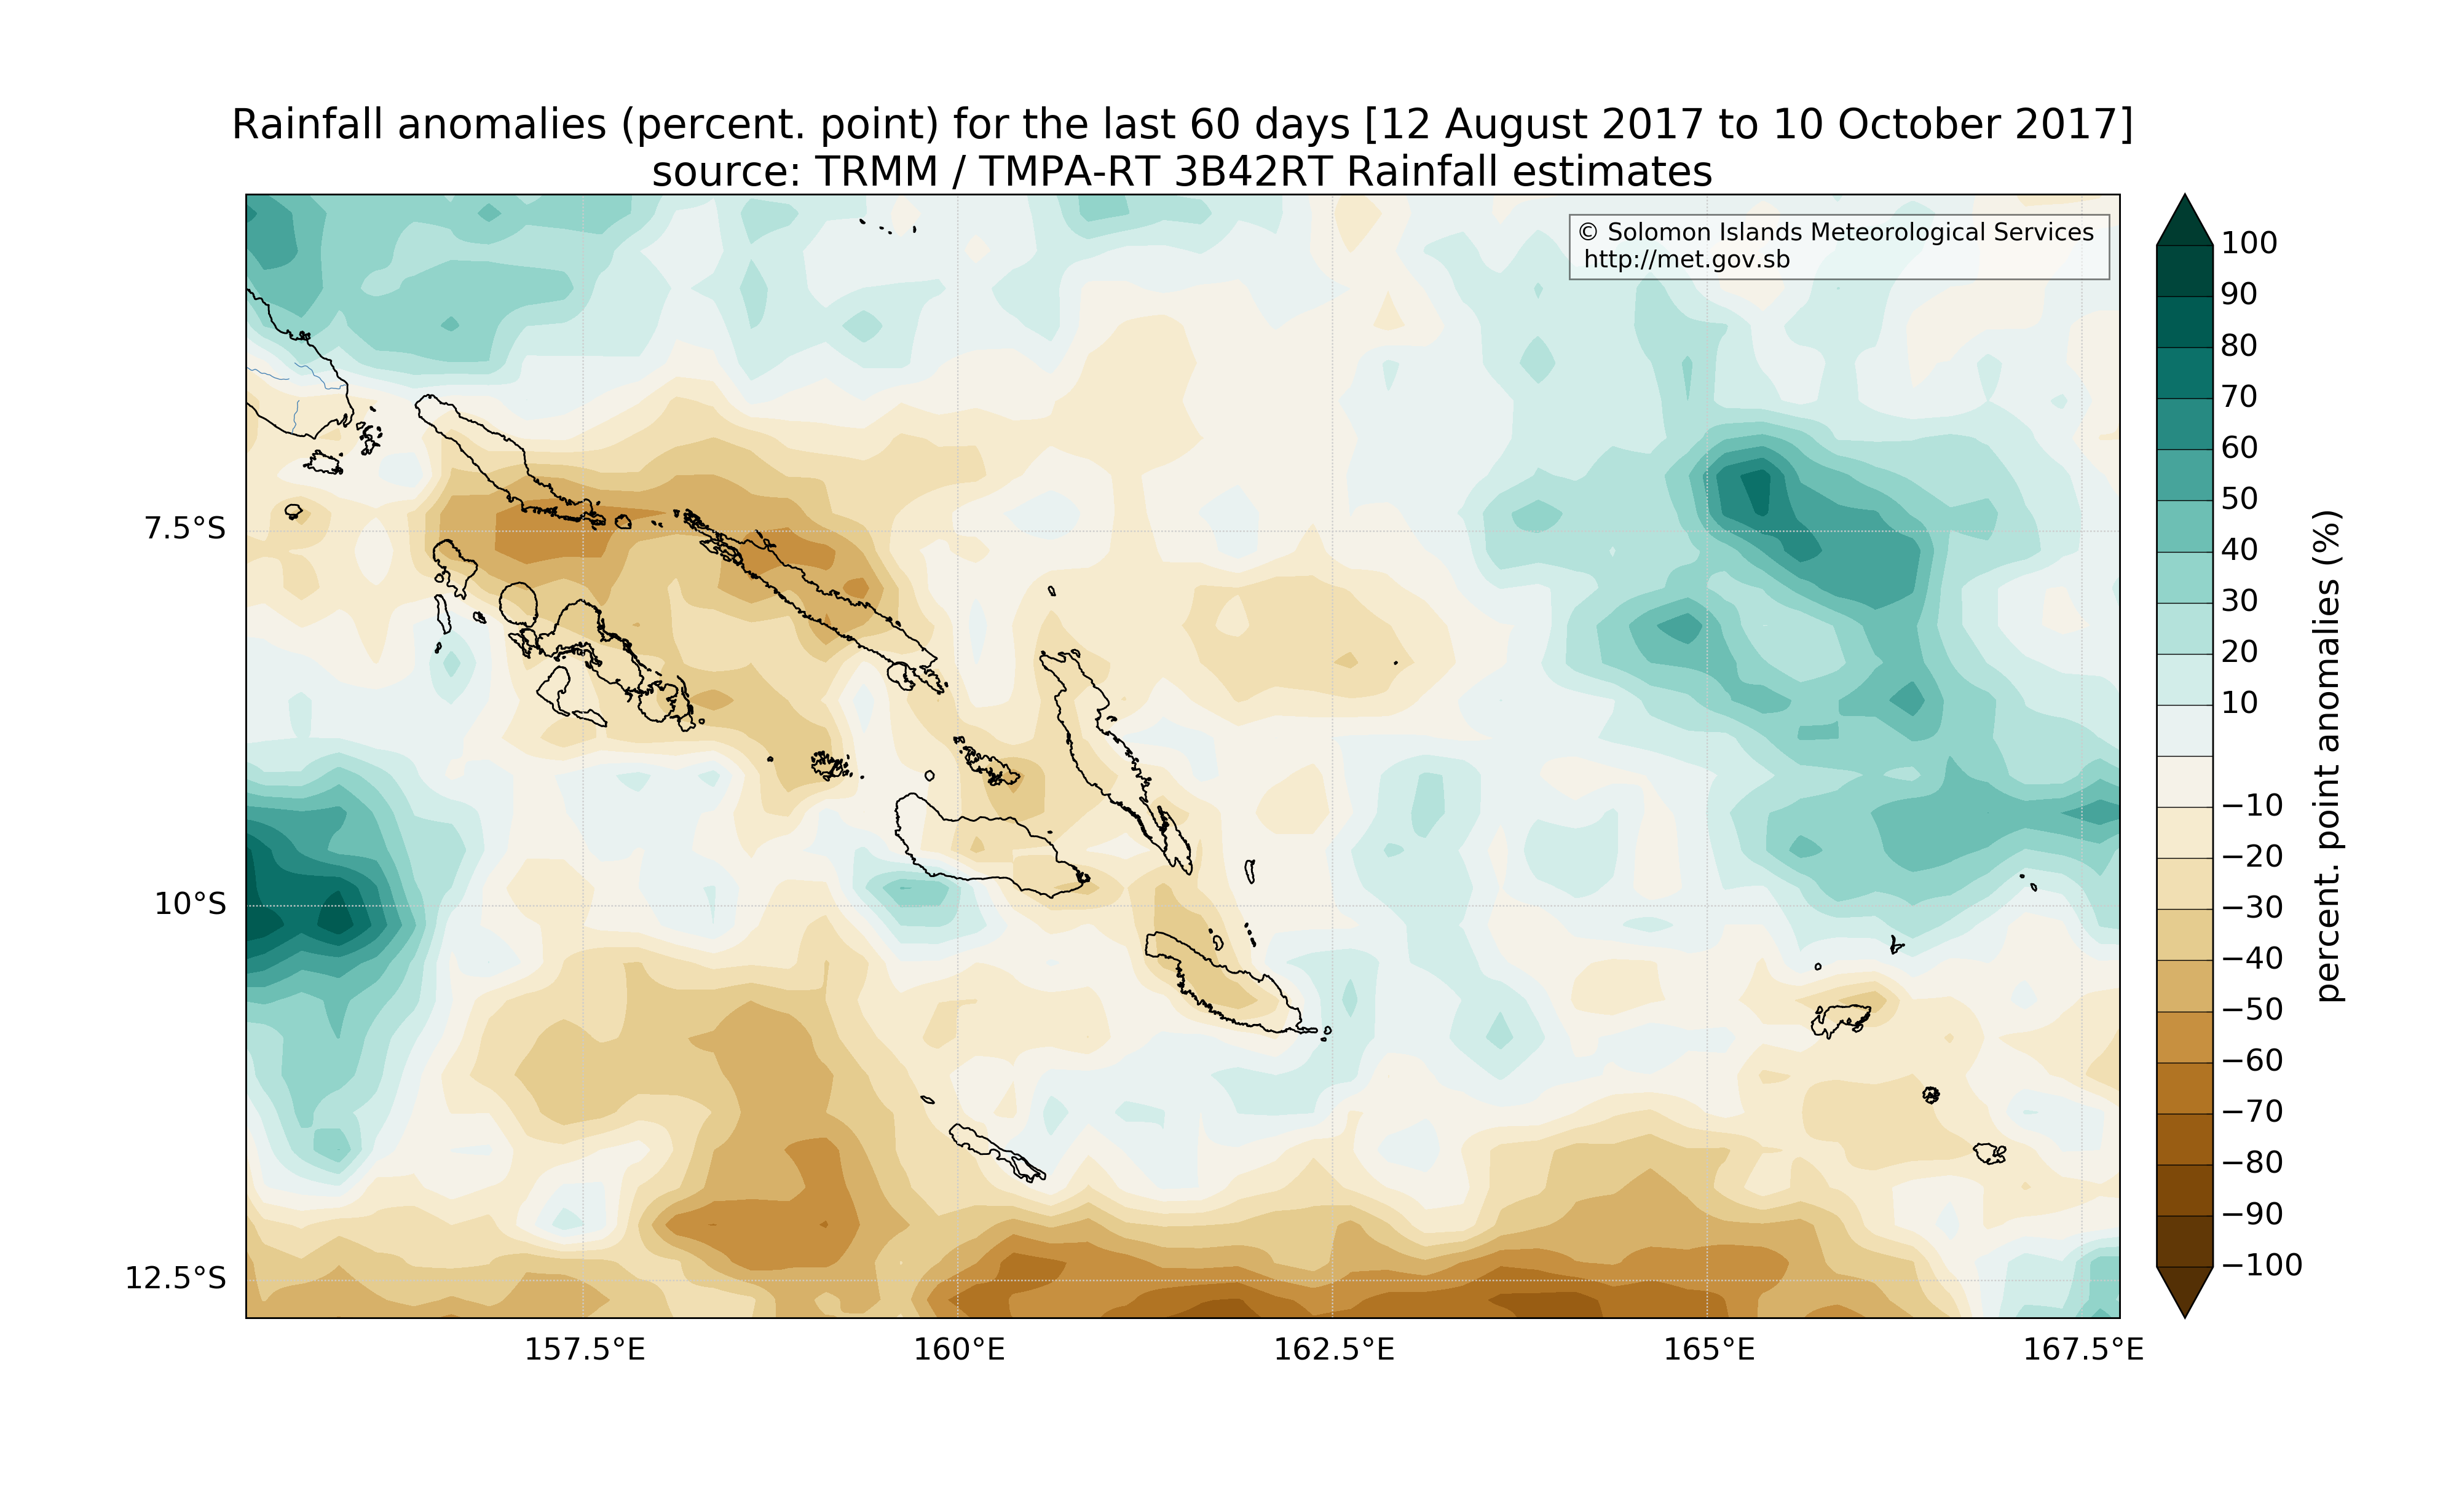 Rainfall anomalies (percent. point) for the last 60 days [12 August 2017 to 10 October 2017]
source: TRMM / TMPA-RT 3B42RT Rainfall estimates
© Solomon Islands Meteorological Services
http://met.gov.sb
7.5°S
10°S
12.5°S
157.5°E
160°E
162.5°E
165°E
167.5°E
100
90
80
70
60
50
40
30
20
10
−10
−20
−30
−40
−50
−60
−70
−80
−90
−100
percent. point anomalies (%)